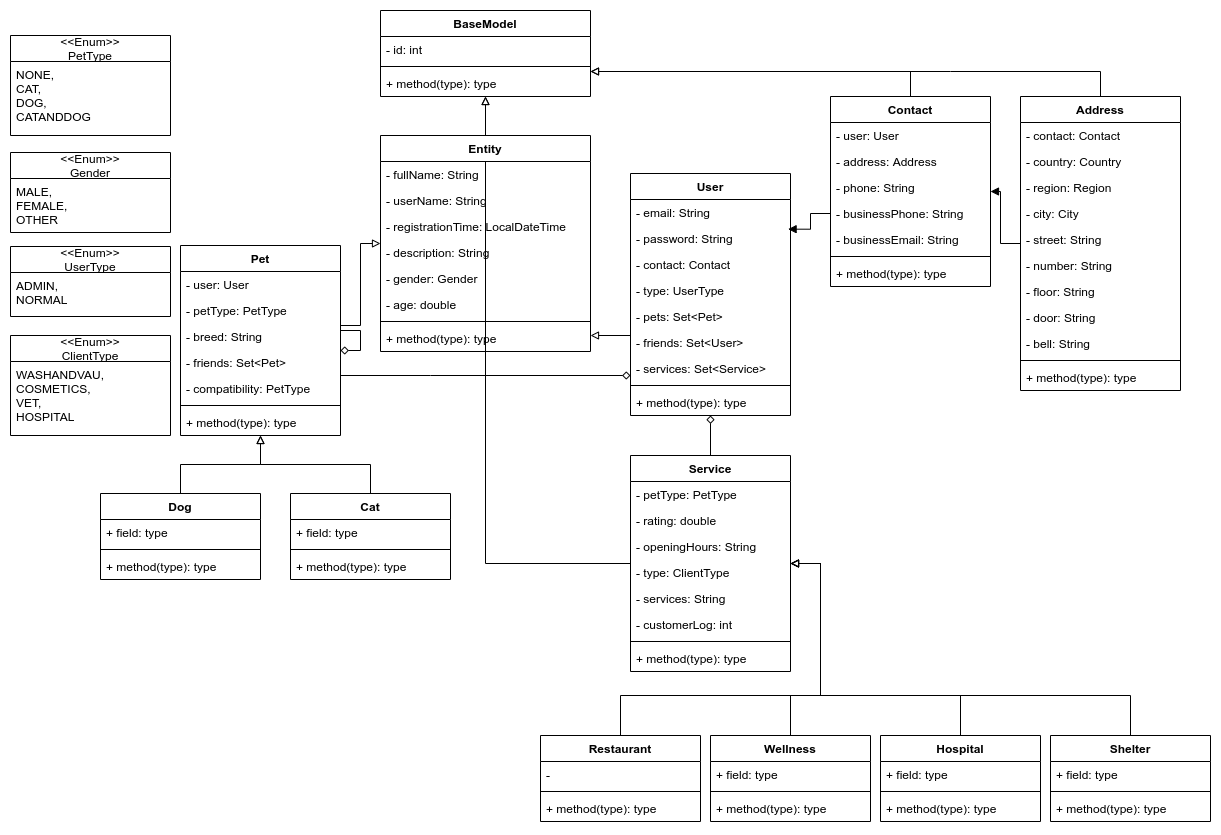 BaseModel
- id: int
+ method(type): type
<<Enum>>
PetType
NONE,
CAT,
DOG,
CATANDDOG
<<Enum>>
Gender
MALE,
FEMALE,
OTHER
<<Enum>>
UserType
ADMIN,
NORMAL
<<Enum>>
ClientType
WASHANDVAU,
COSMETICS,
VET,
HOSPITAL
Pet
- user: User
- petType: PetType
- breed: String
- friends: Set<Pet>
- compatibility: PetType
+ method(type): type
Entity
- fullName: String
- userName: String
- registrationTime: LocalDateTime
- description: String
- gender: Gender
- age: double
+ method(type): type
User
- email: String
- password: String
- contact: Contact
- type: UserType
- pets: Set<Pet>
- friends: Set<User>
- services: Set<Service>
+ method(type): type
Contact
- user: User
- address: Address
- phone: String
- businessPhone: String
- businessEmail: String
+ method(type): type
Address
- contact: Contact
- country: Country
- region: Region
- city: City
- street: String
- number: String
- floor: String
- door: String
- bell: String
+ method(type): type
Dog
+ field: type
+ method(type): type
Cat
+ field: type
+ method(type): type
Service
- petType: PetType
- rating: double
- openingHours: String
- type: ClientType
- services: String
- customerLog: int
+ method(type): type
Restaurant
-
+ method(type): type
Wellness
+ field: type
+ method(type): type
Hospital
+ field: type
+ method(type): type
Shelter
+ field: type
+ method(type): type